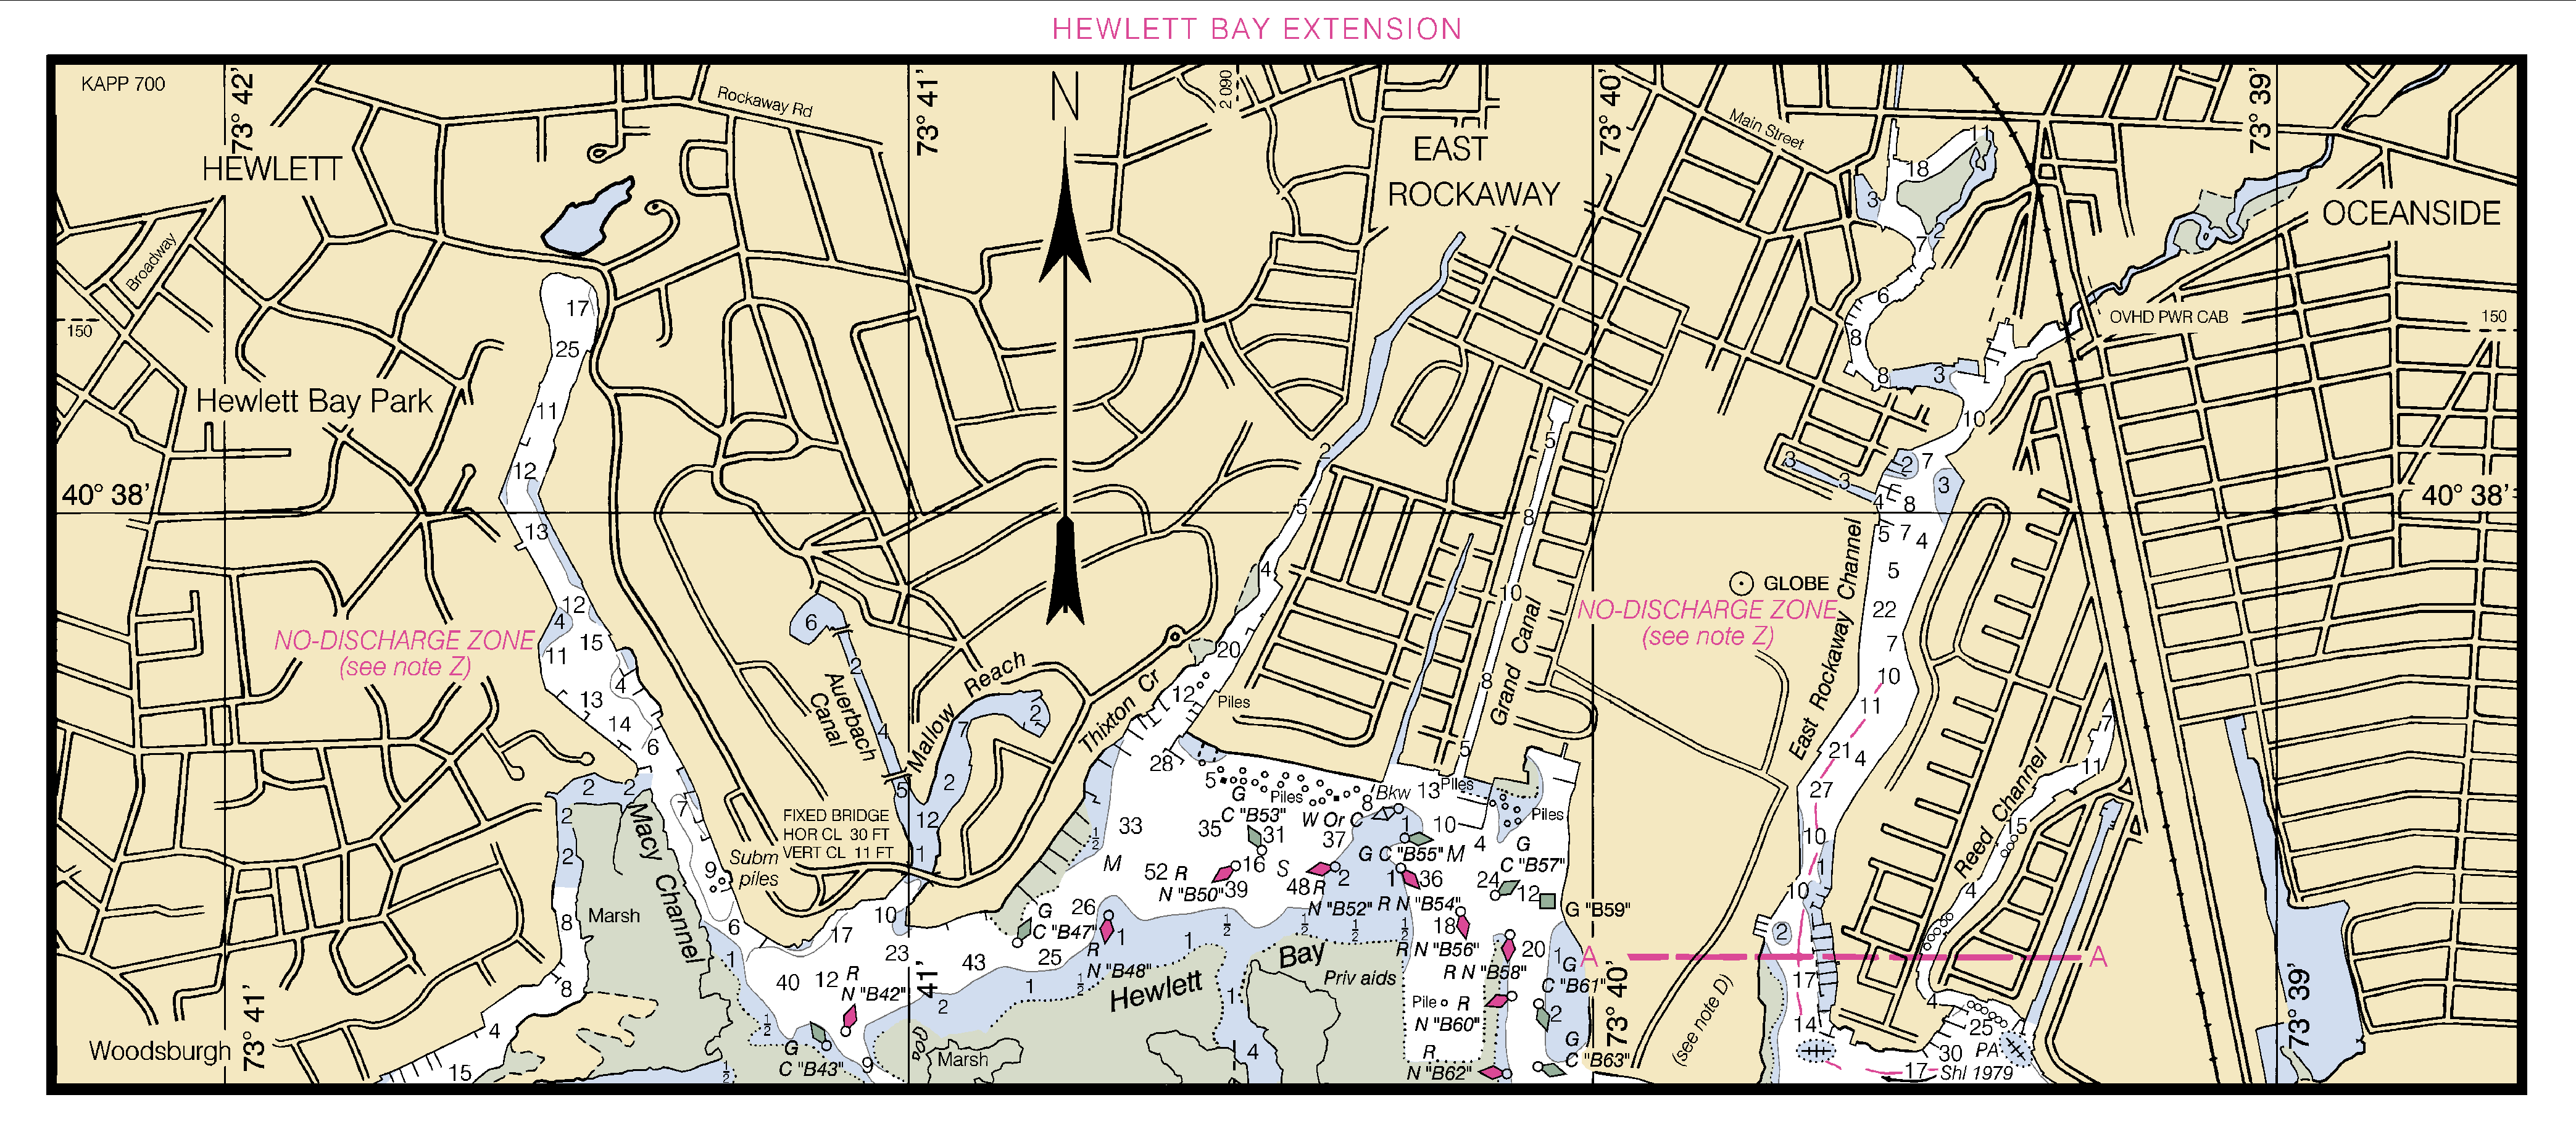 HEWLETT BAY EXTENSION
KAPP 700
73° 42'
Rockaway Rd
73° 41'
N
2 090
EAST
ROCKAWAY
73° 40'
Main Street
73° 39'
HEWLETT
OCEANSIDE
Broadway
150
OVHD PWR CAB
150
Hewlett Bay Park
40° 38'
40° 38'
NO-DISCHARGE ZONE
(see note Z)
GLOBE
NO-DISCHARGE ZONE
(see note Z)
East Rockaway Channel
Grand Canal
Reed Channel
Auerbach
Canal
Mallow Reach
Thixton Cr
Piles
Macy Channel
FIXED BRIDGE
HOR CL 30 FT
VERT CL 11 FT
Subm
piles
Marsh
G
C "B53"
Piles
W Or C
Bkw
Piles
Piles
G C "B55"
M
G
C "B57"
M
R
N "B50"
S
R
N "B52"
R N "B54"
G "B59"
G
C "B47"
R
N "B48"
R N "B56"
R N "B58"
G
C "B61"
A
A
R
N "B42"
G
C "B43"
Hewlett Bay
Priv aids
Pile
R
N "B60"
R
N "B62"
G
C "B63"
(see note D)
Marsh
Woodsburgh
73° 41'
41'
73° 40'
73° 39'
PA
Shl 1979
17
25
11
12
13
12
4
15
11
13
4
14
6
2
2
2
2
7
9
6
8
8
4
15
6
2
4
5
7
2
2
12
1
10
17
23
40
12
43
25
26
1
1
1
2
9
1
2
5
4
20
12
28
5
33
35
31
52
16
39
37
48
2
8
13
1
10
4
1
36
24
12
18
20
1
2
1
4
5
8
10
8
5
11
18
3
7
2
6
8
8
3
10
2
7
3
3
3
4
8
5
7
4
5
22
7
10
11
21
4
27
10
1
10
2
17
14
7
11
15
4
4
25
30
17